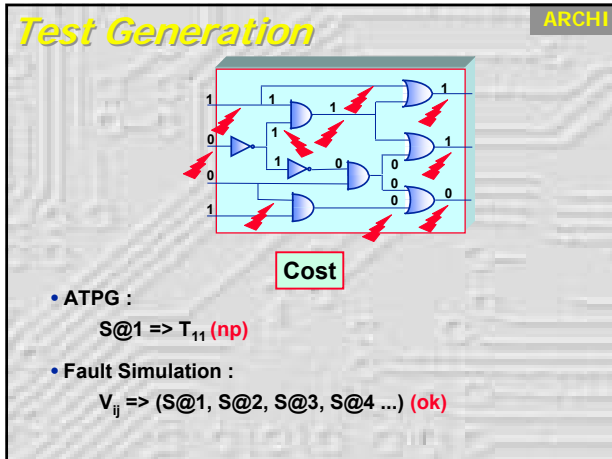 Test Generation
ARCHI
1 1 1 1
0 1 1
1 0 0
0 0 0
1 0
Cost
• ATPG :
S@1 => T11 (np)
• Fault Simulation :
Vij => (S@1, S@2, S@3, S@4 ...) (ok)